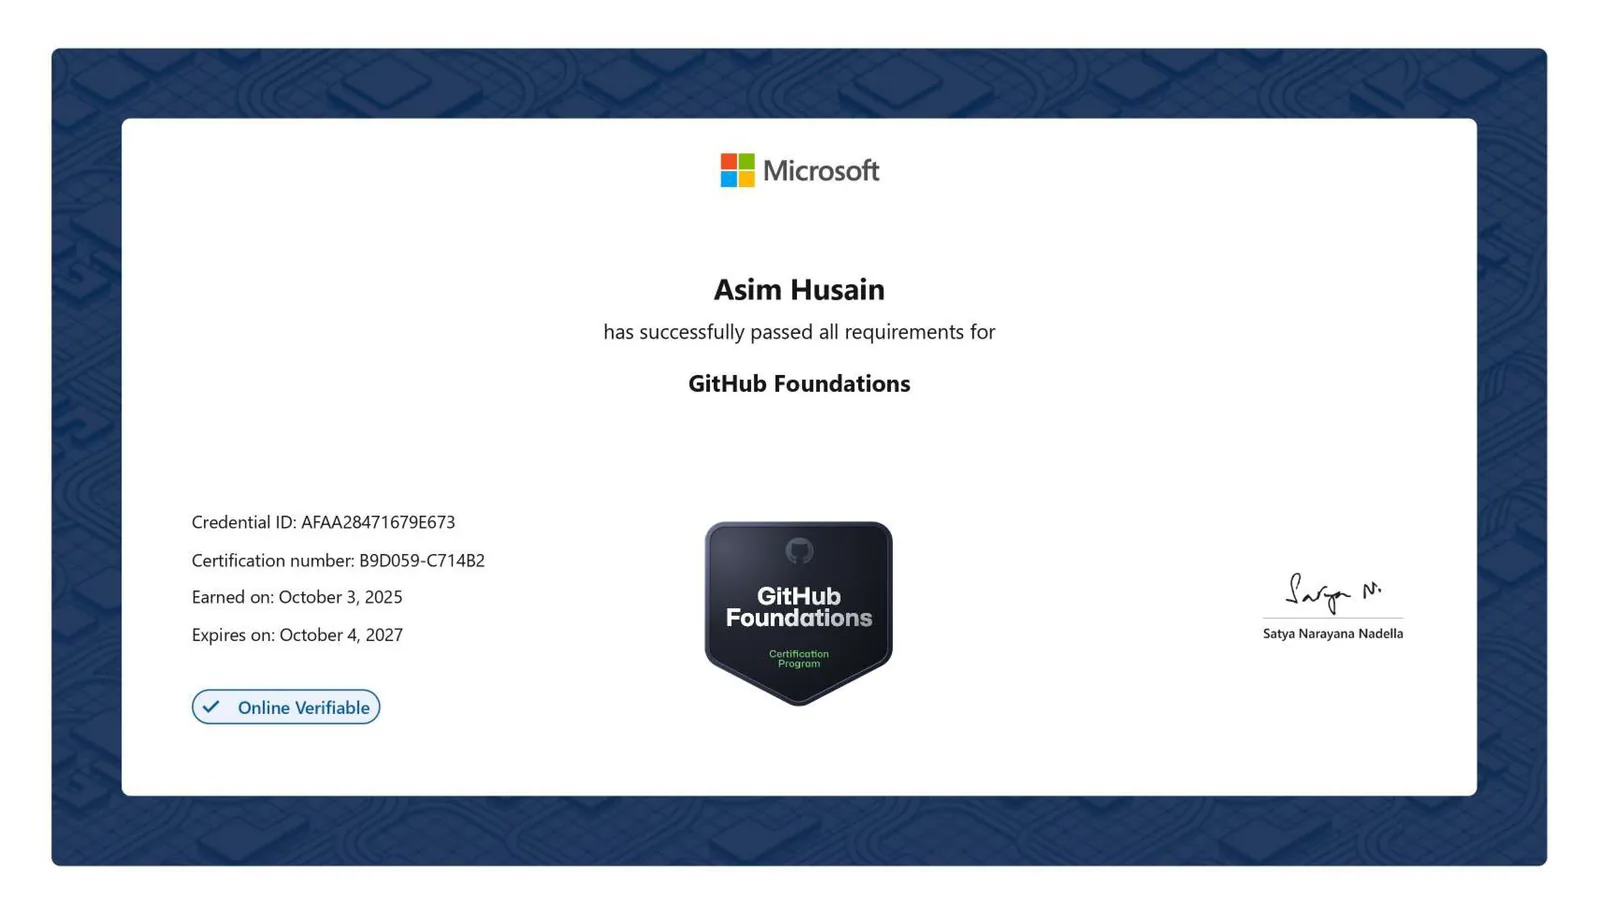 Microsoft
Asim Husain
has successfully passed all requirements for
GitHub Foundations
Credential ID: AFAA28471679E673
Certification number: B9D059-C714B2
Earned on: October 3, 2025
Expires on: October 4, 2027
Online Verifiable
GitHub
Foundations
Certification
Program
Satya N.
Satya Narayana Nadella